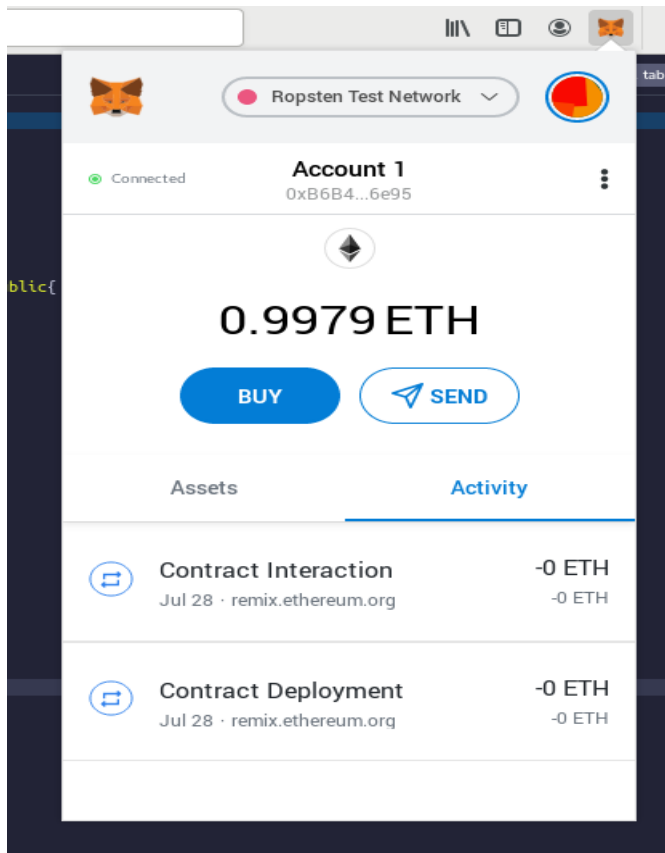 tab
Ropsten Test Network
Connected
Account 1
0xB6B4...6e95
blic{
0.9979 ETH
BUY
SEND
Assets
Activity
Contract Interaction
-0 ETH
Jul 28 · remix.ethereum.org
-0 ETH
Contract Deployment
-0 ETH
Jul 28 · remix.ethereum.org
-0 ETH